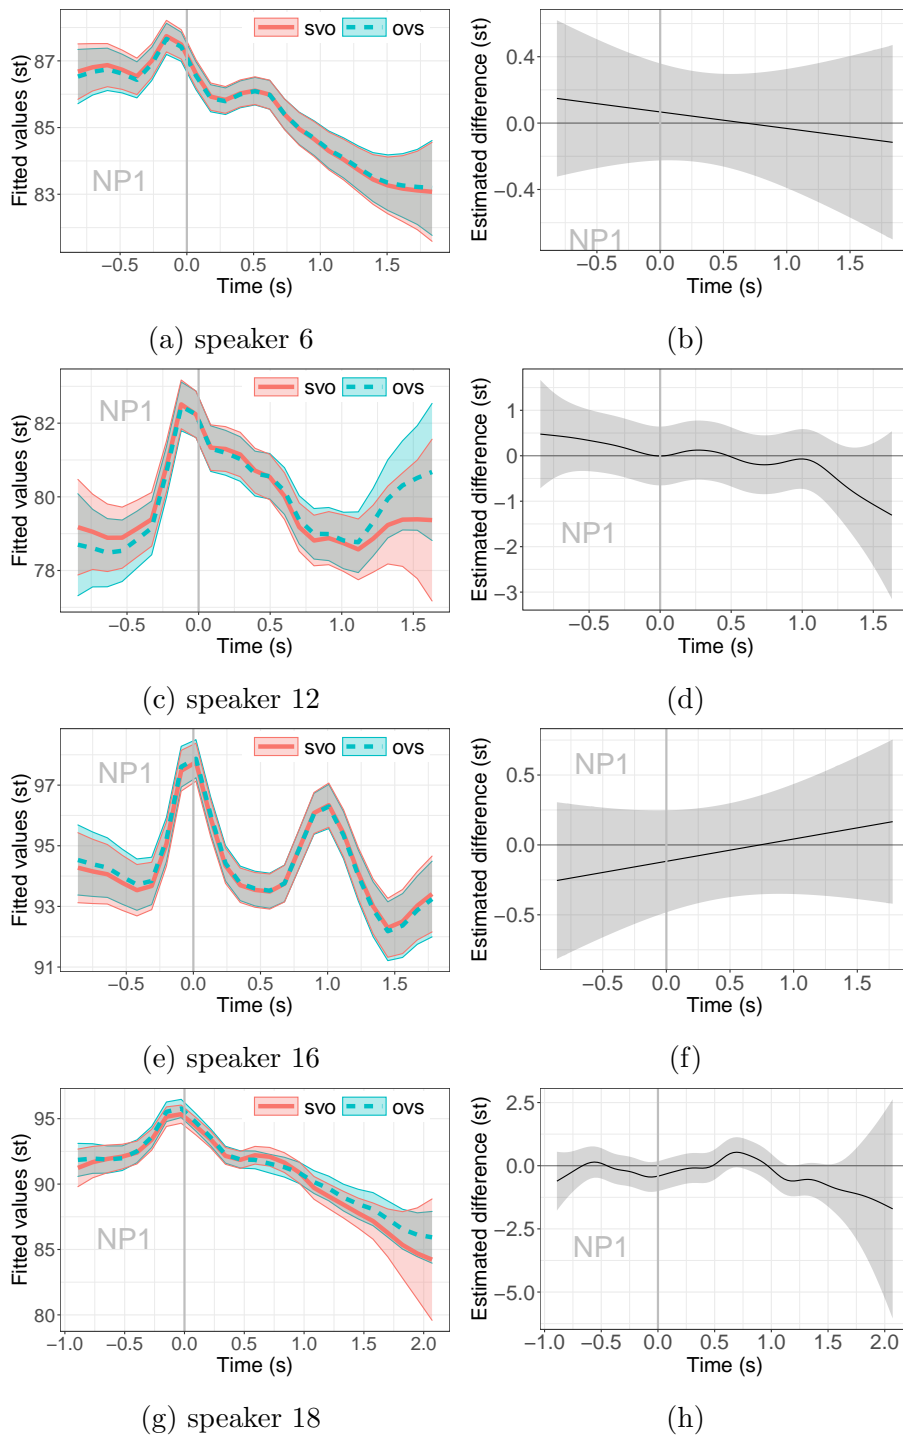 svo ovs
Fitted values (st)
87
85
83
NP1
−0.5 0.0 0.5 1.0 1.5
Time (s)
(a) speaker 6
Estimated difference (st)
0.4
0.0
−0.4
NP1
−0.5 0.0 0.5 1.0 1.5
Time (s)
(b)
svo ovs
Fitted values (st)
NP1
82
80
78
−0.5 0.0 0.5 1.0 1.5
Time (s)
(c) speaker 12
Estimated difference (st)
1
0
−1
−2
−3
NP1
−0.5 0.0 0.5 1.0 1.5
Time (s)
(d)
svo ovs
Fitted values (st)
NP1
97
95
93
91
−0.5 0.0 0.5 1.0 1.5
Time (s)
(e) speaker 16
Estimated difference (st)
NP1
0.5
0.0
−0.5
−0.5 0.0 0.5 1.0 1.5
Time (s)
(f)
svo ovs
Fitted values (st)
95
90
85
80
NP1
−1.0 −0.5 0.0 0.5 1.0 1.5 2.0
Time (s)
(g) speaker 18
Estimated difference (st)
2.5
0.0
−2.5
−5.0
NP1
−1.0 −0.5 0.0 0.5 1.0 1.5 2.0
Time (s)
(h)